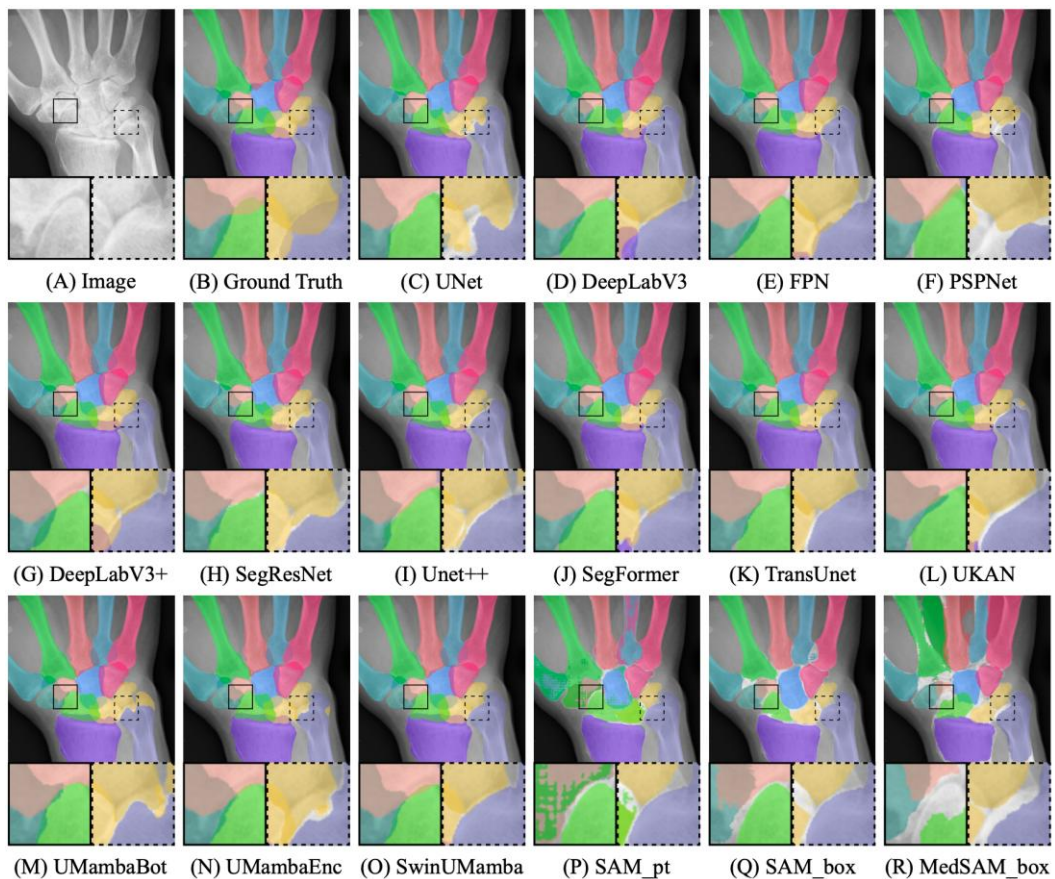 (A) Image (B) Ground Truth (C) UNet (D) DeepLabV3 (E) FPN (F) PSPNet
(G) DeepLabV3+ (H) SegResNet (I) Unet++ (J) SegFormer (K) TransUnet (L) UKAN
(M) UMambaBot (N) UMambaEnc (O) SwinUMamba (P) SAM_pt (Q) SAM_box (R) MedSAM_box